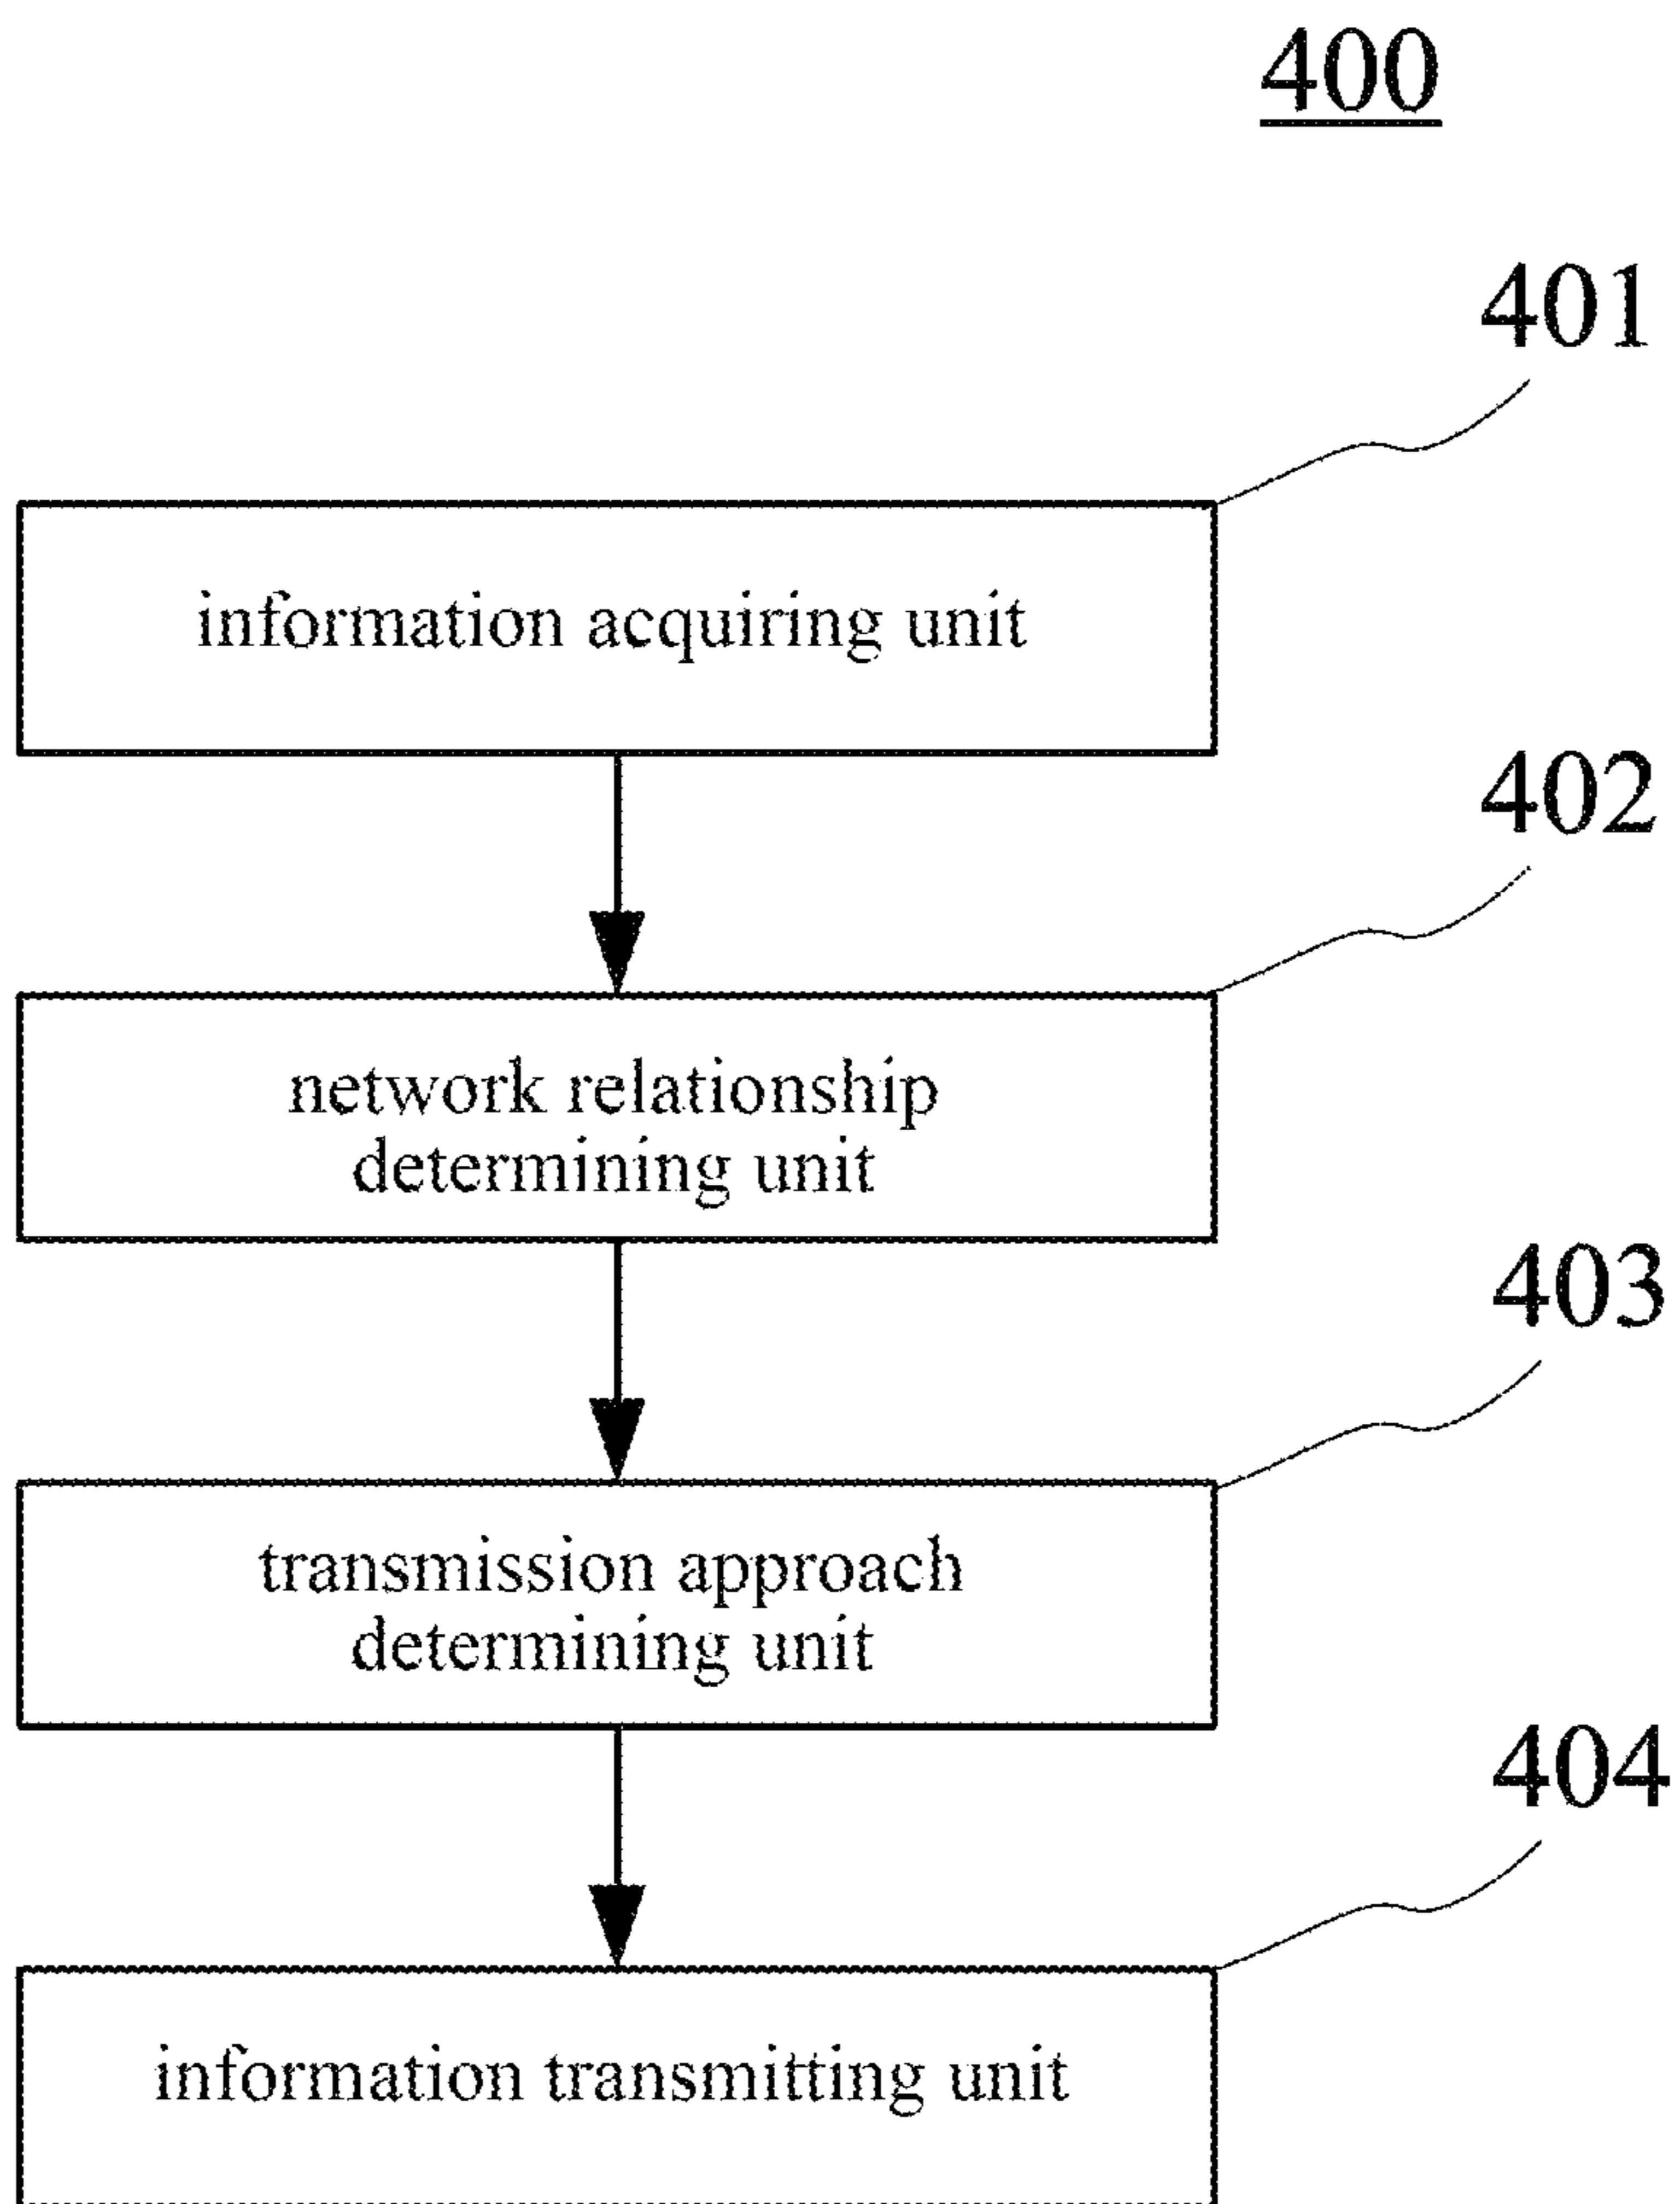 400
401
information acquiring unit
402
network relationship
determining unit
403
transmission approach
determining unit
404
information transmitting unit